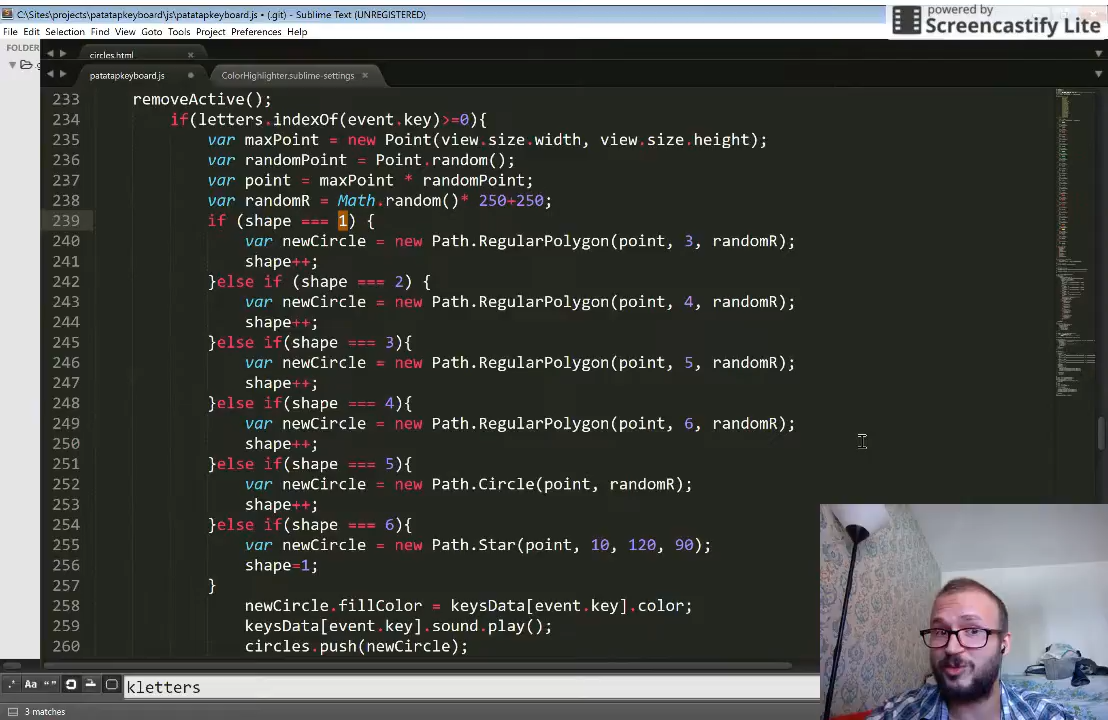 C:\Sites\projects\patatapkeyboard\js\patatapkeyboard.js • (.git) - Sublime Text (UNREGISTERED)
powered by
Screencastify Lite
File Edit Selection Find View Goto Tools Project Preferences Help
FOLDER
circles.html
patatapkeyboard.js
ColorHighlighter.sublime-settings
233 removeActive();
234 if(letters.indexOf(event.key)>=0){
235 var maxPoint = new Point(view.size.width, view.size.height);
236 var randomPoint = Point.random();
237 var point = maxPoint * randomPoint;
238 var randomR = Math.random()* 250+250;
239 if (shape === 1) {
240 var newCircle = new Path.RegularPolygon(point, 3, randomR);
241 shape++;
242 }else if (shape === 2) {
243 var newCircle = new Path.RegularPolygon(point, 4, randomR);
244 shape++;
245 }else if(shape === 3){
246 var newCircle = new Path.RegularPolygon(point, 5, randomR);
247 shape++;
248 }else if(shape === 4){
249 var newCircle = new Path.RegularPolygon(point, 6, randomR);
250 shape++;
251 }else if(shape === 5){
252 var newCircle = new Path.Circle(point, randomR);
253 shape++;
254 }else if(shape === 6){
255 var newCircle = new Path.Star(point, 10, 120, 90);
256 shape=1;
257 }
258 newCircle.fillColor = keysData[event.key].color;
259 keysData[event.key].sound.play();
260 circles.push(newCircle);
.* Aa “” kletters
3 matches